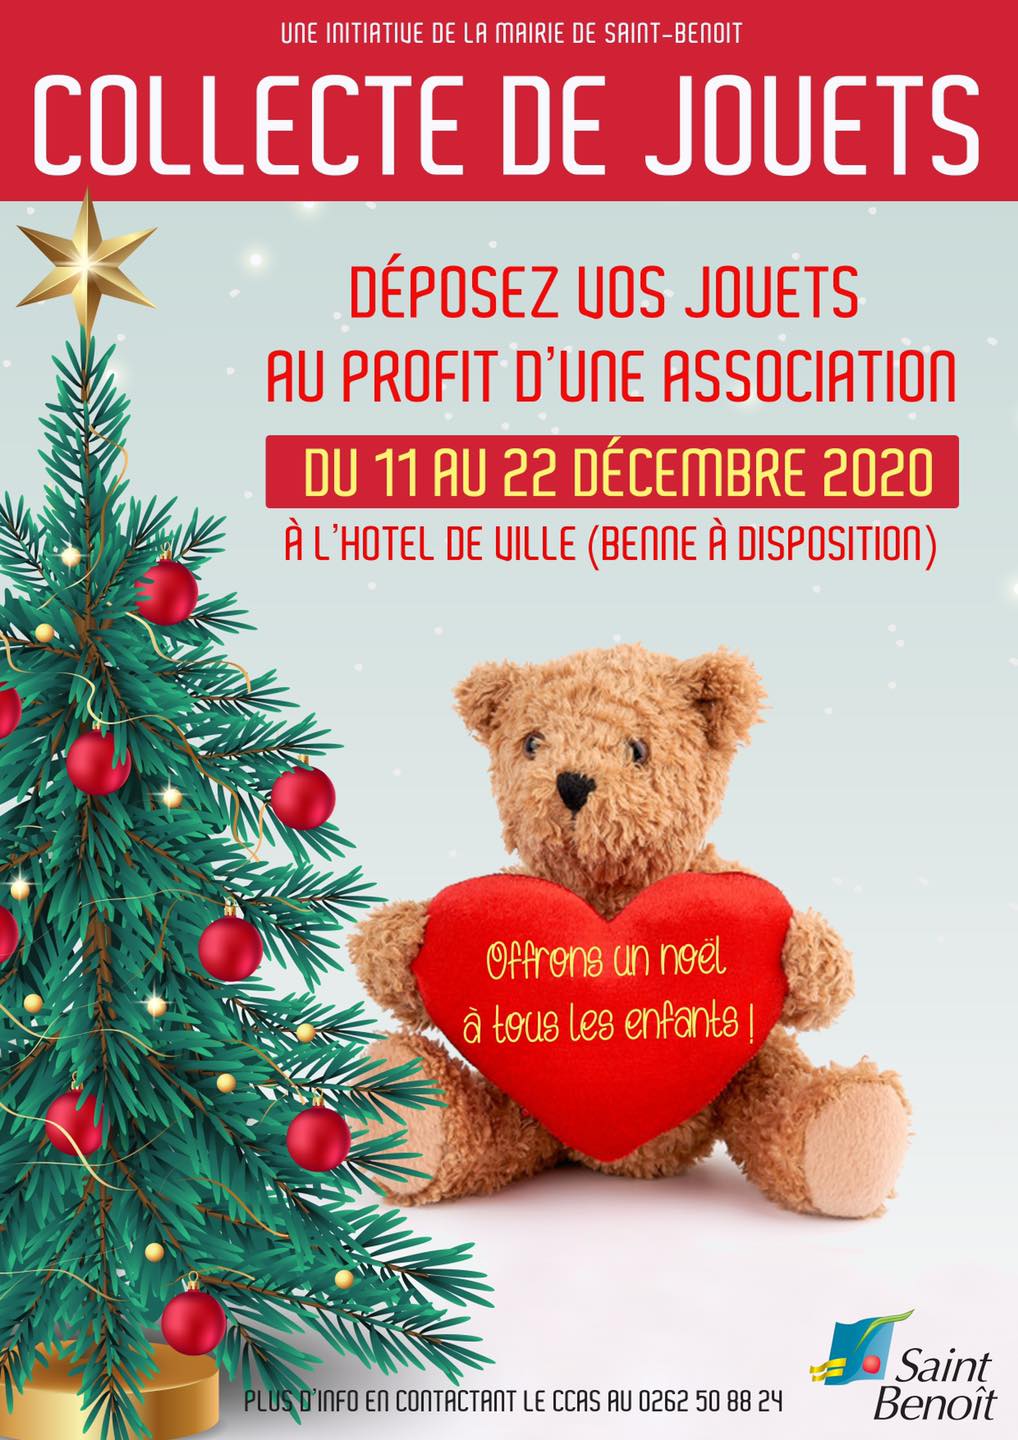 UNE INITIATIVE DE LA MAIRIE DE SAINT-BENOIT
COLLECTE DE JOUETS
DÉPOSEZ VOS JOUETS
AU PROFIT D'UNE ASSOCIATION
DU 11 AU 22 DÉCEMBRE 2020
À L'HOTEL DE VILLE (BENNE À DISPOSITION)
Offrons un noël
à tous les enfants !
PLUS D'INFO EN CONTACTANT LE CCAS AU 0262 50 88 24
Saint
Benoît